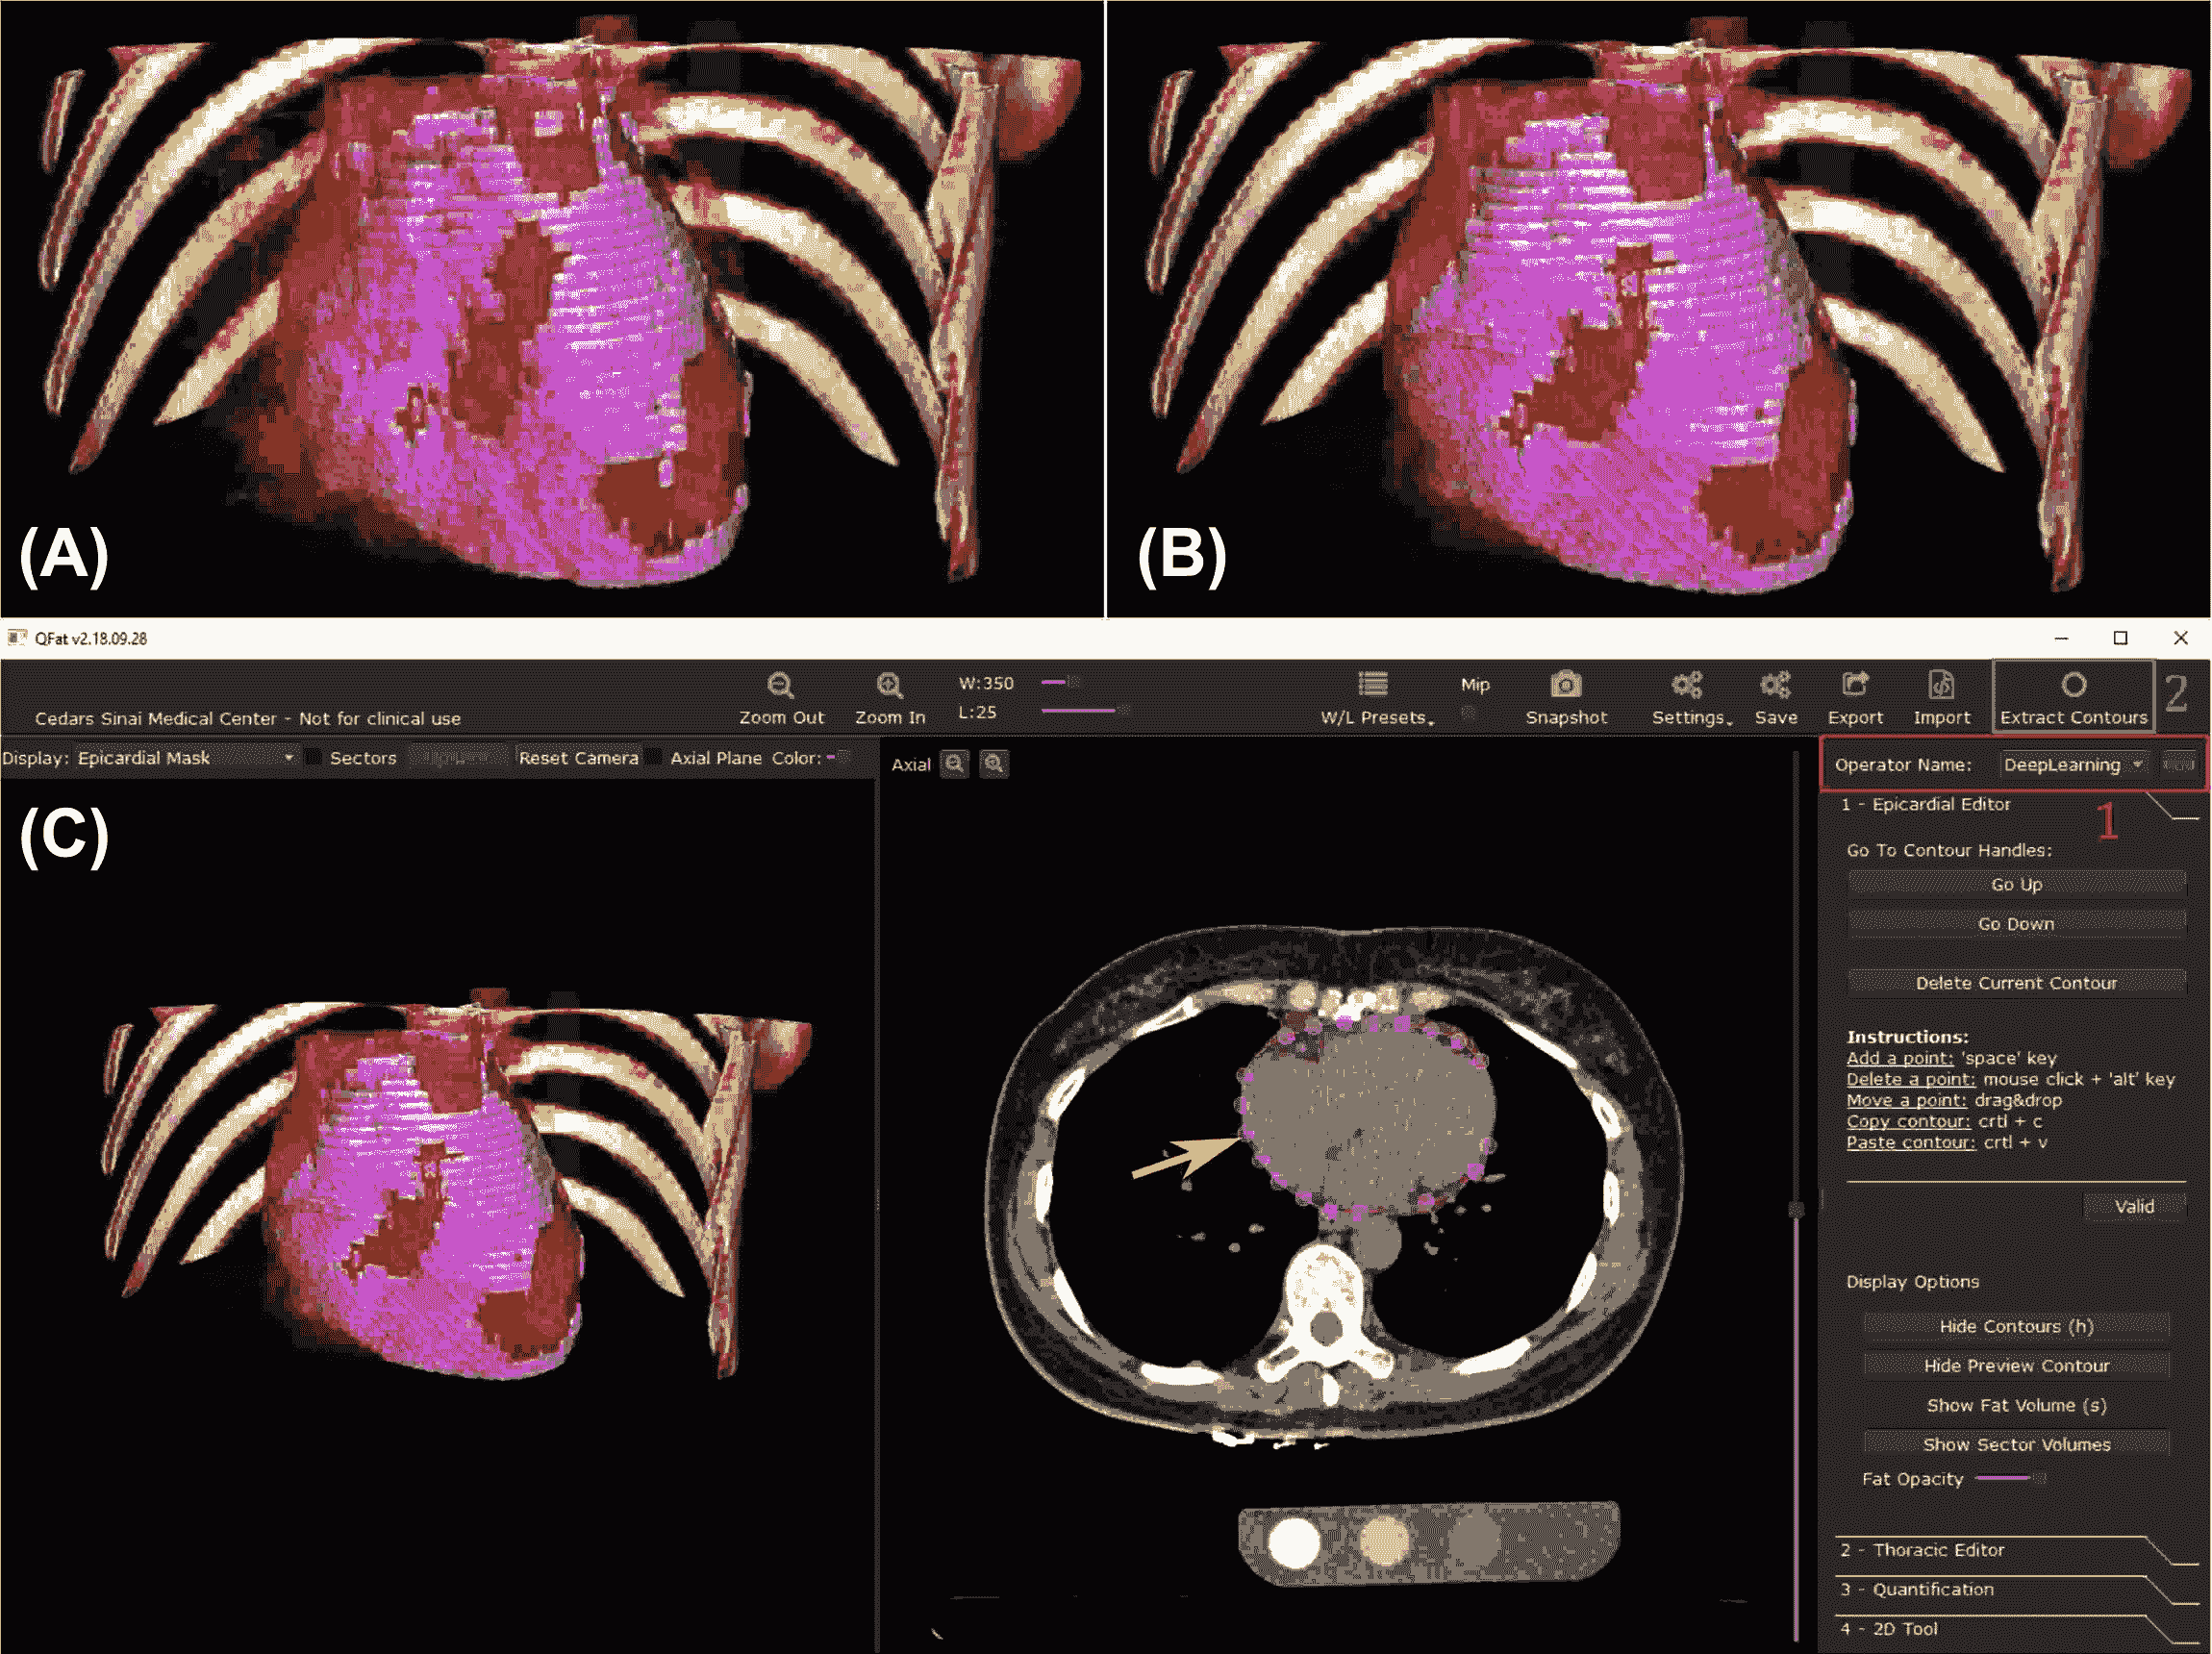 (A)
(B)
QFat v2.18.09.28
Cedars Sinai Medical Center - Not for clinical use
Zoom Out
Zoom In
W:350
L:25
W/L Presets
Mip
Snapshot
Settings
Save
Export
Import
Extract Contours
2
Display: Epicardial Mask
Sectors
Reset Camera
Axial Plane Color:
Axial
Operator Name: DeepLearning
(C)
1 - Epicardial Editor
1
Go To Contour Handles:
Go Up
Go Down
Delete Current Contour
Instructions:
Add a point: 'space' key
Delete a point: mouse click + 'alt' key
Move a point: drag&drop
Copy contour: crtl + c
Paste contour: crtl + v
Valid
Display Options
Hide Contours (h)
Hide Preview Contour
Show Fat Volume (s)
Show Sector Volumes
Fat Opacity
2 - Thoracic Editor
3 - Quantification
4 - 2D Tool